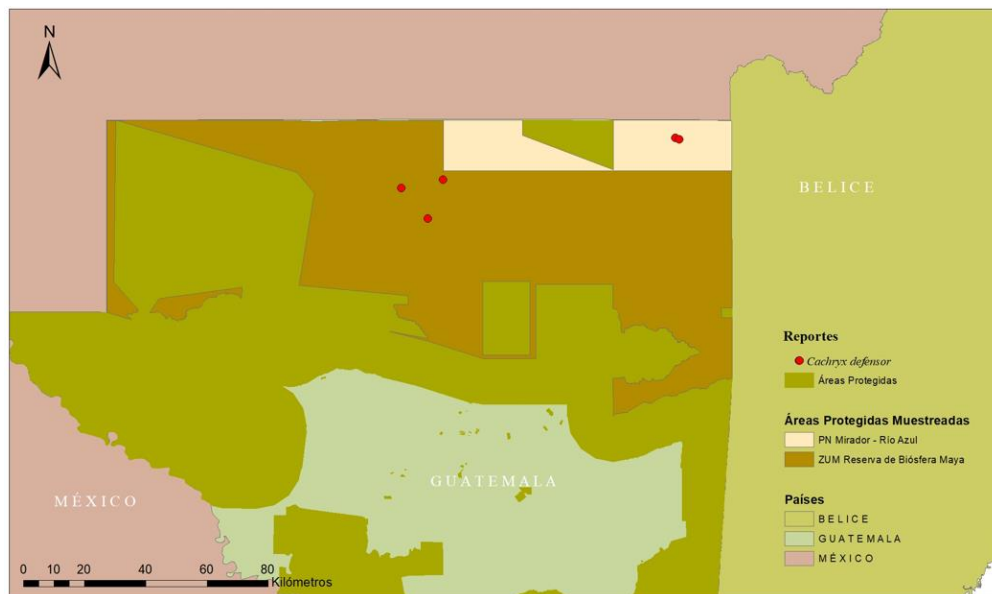 N
BELICE
Reportes
Cachryx defensor
Áreas Protegidas
Áreas Protegidas Muestreadas
PN Mirador - Río Azul
ZUM Reserva de Biósfera Maya
GUATEMALA
MÉXICO
Países
BELICE
GUATEMALA
MÉXICO
0 5 10 20 40 60 80
Kilómetros